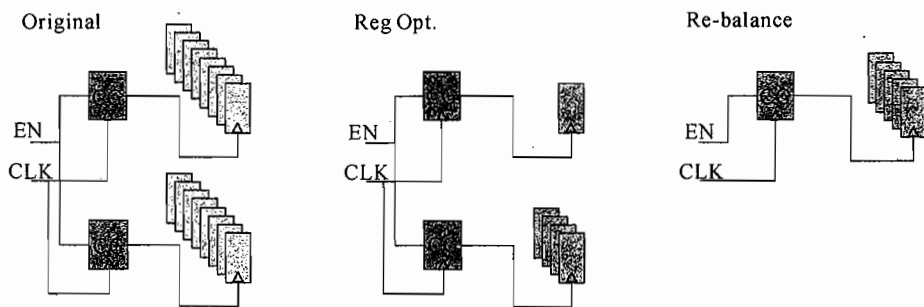 Original
Reg Opt.
Re-balance
EN
CLK
EN
CLK
EN
CLK